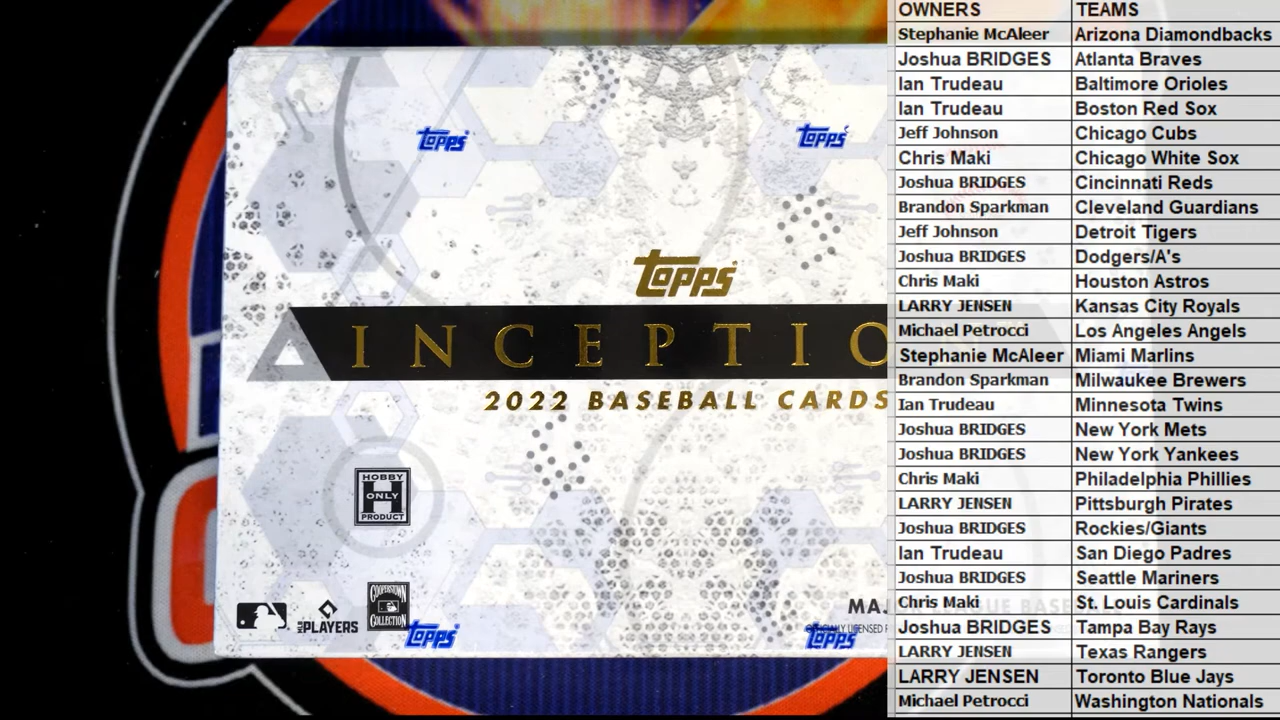 OWNERS TEAMS
Stephanie McAleer Arizona Diamondbacks
Joshua BRIDGES Atlanta Braves
Ian Trudeau Baltimore Orioles
Ian Trudeau Boston Red Sox
Jeff Johnson Chicago Cubs
Chris Maki Chicago White Sox
Joshua BRIDGES Cincinnati Reds
Brandon Sparkman Cleveland Guardians
Jeff Johnson Detroit Tigers
Joshua BRIDGES Dodgers/A's
Chris Maki Houston Astros
LARRY JENSEN Kansas City Royals
Michael Petrocci Los Angeles Angels
Stephanie McAleer Miami Marlins
Brandon Sparkman Milwaukee Brewers
Ian Trudeau Minnesota Twins
Joshua BRIDGES New York Mets
Joshua BRIDGES New York Yankees
Chris Maki Philadelphia Phillies
LARRY JENSEN Pittsburgh Pirates
Joshua BRIDGES Rockies/Giants
Ian Trudeau San Diego Padres
Joshua BRIDGES Seattle Mariners
Chris Maki St. Louis Cardinals
Joshua BRIDGES Tampa Bay Rays
LARRY JENSEN Texas Rangers
LARRY JENSEN Toronto Blue Jays
Michael Petrocci Washington Nationals
Topps Topps
Topps
INCEPTIO
2022 BASEBALL CARDS
HOBBY
H
ONLY
PRODUCT
COOPERSTOWN
COLLECTION
PLAYERS
Topps Topps
LEAGUE BASEBALL